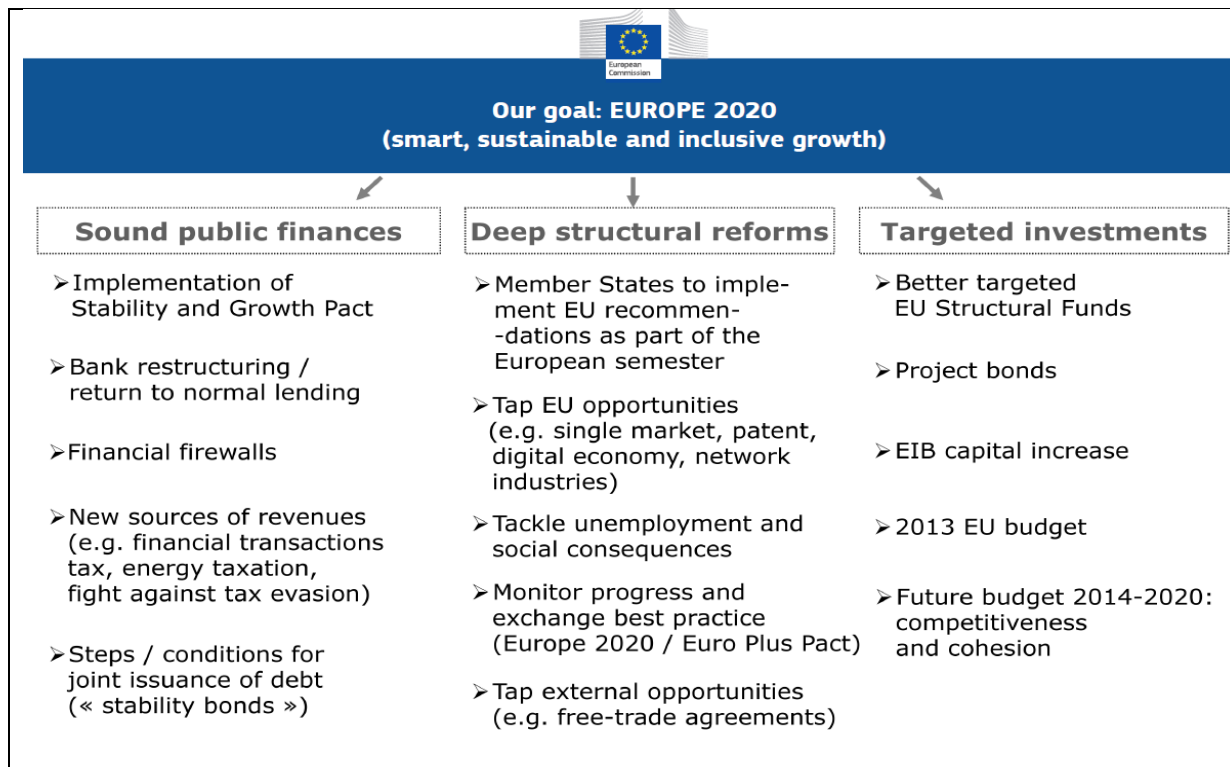 European
Commission
Our goal: EUROPE 2020
(smart, sustainable and inclusive growth)
Sound public finances
➢Implementation of
Stability and Growth Pact
➢Bank restructuring /
return to normal lending
➢Financial firewalls
➢New sources of revenues
(e.g. financial transactions
tax, energy taxation,
fight against tax evasion)
➢Steps / conditions for
joint issuance of debt
(« stability bonds »)
Deep structural reforms
➢Member States to imple-
ment EU recommen-
-dations as part of the
European semester
➢Tap EU opportunities
(e.g. single market, patent,
digital economy, network
industries)
➢Tackle unemployment and
social consequences
➢Monitor progress and
exchange best practice
(Europe 2020 / Euro Plus Pact)
➢Tap external opportunities
(e.g. free-trade agreements)
Targeted investments
➢Better targeted
EU Structural Funds
➢Project bonds
➢EIB capital increase
➢2013 EU budget
➢Future budget 2014-2020:
competitiveness
and cohesion